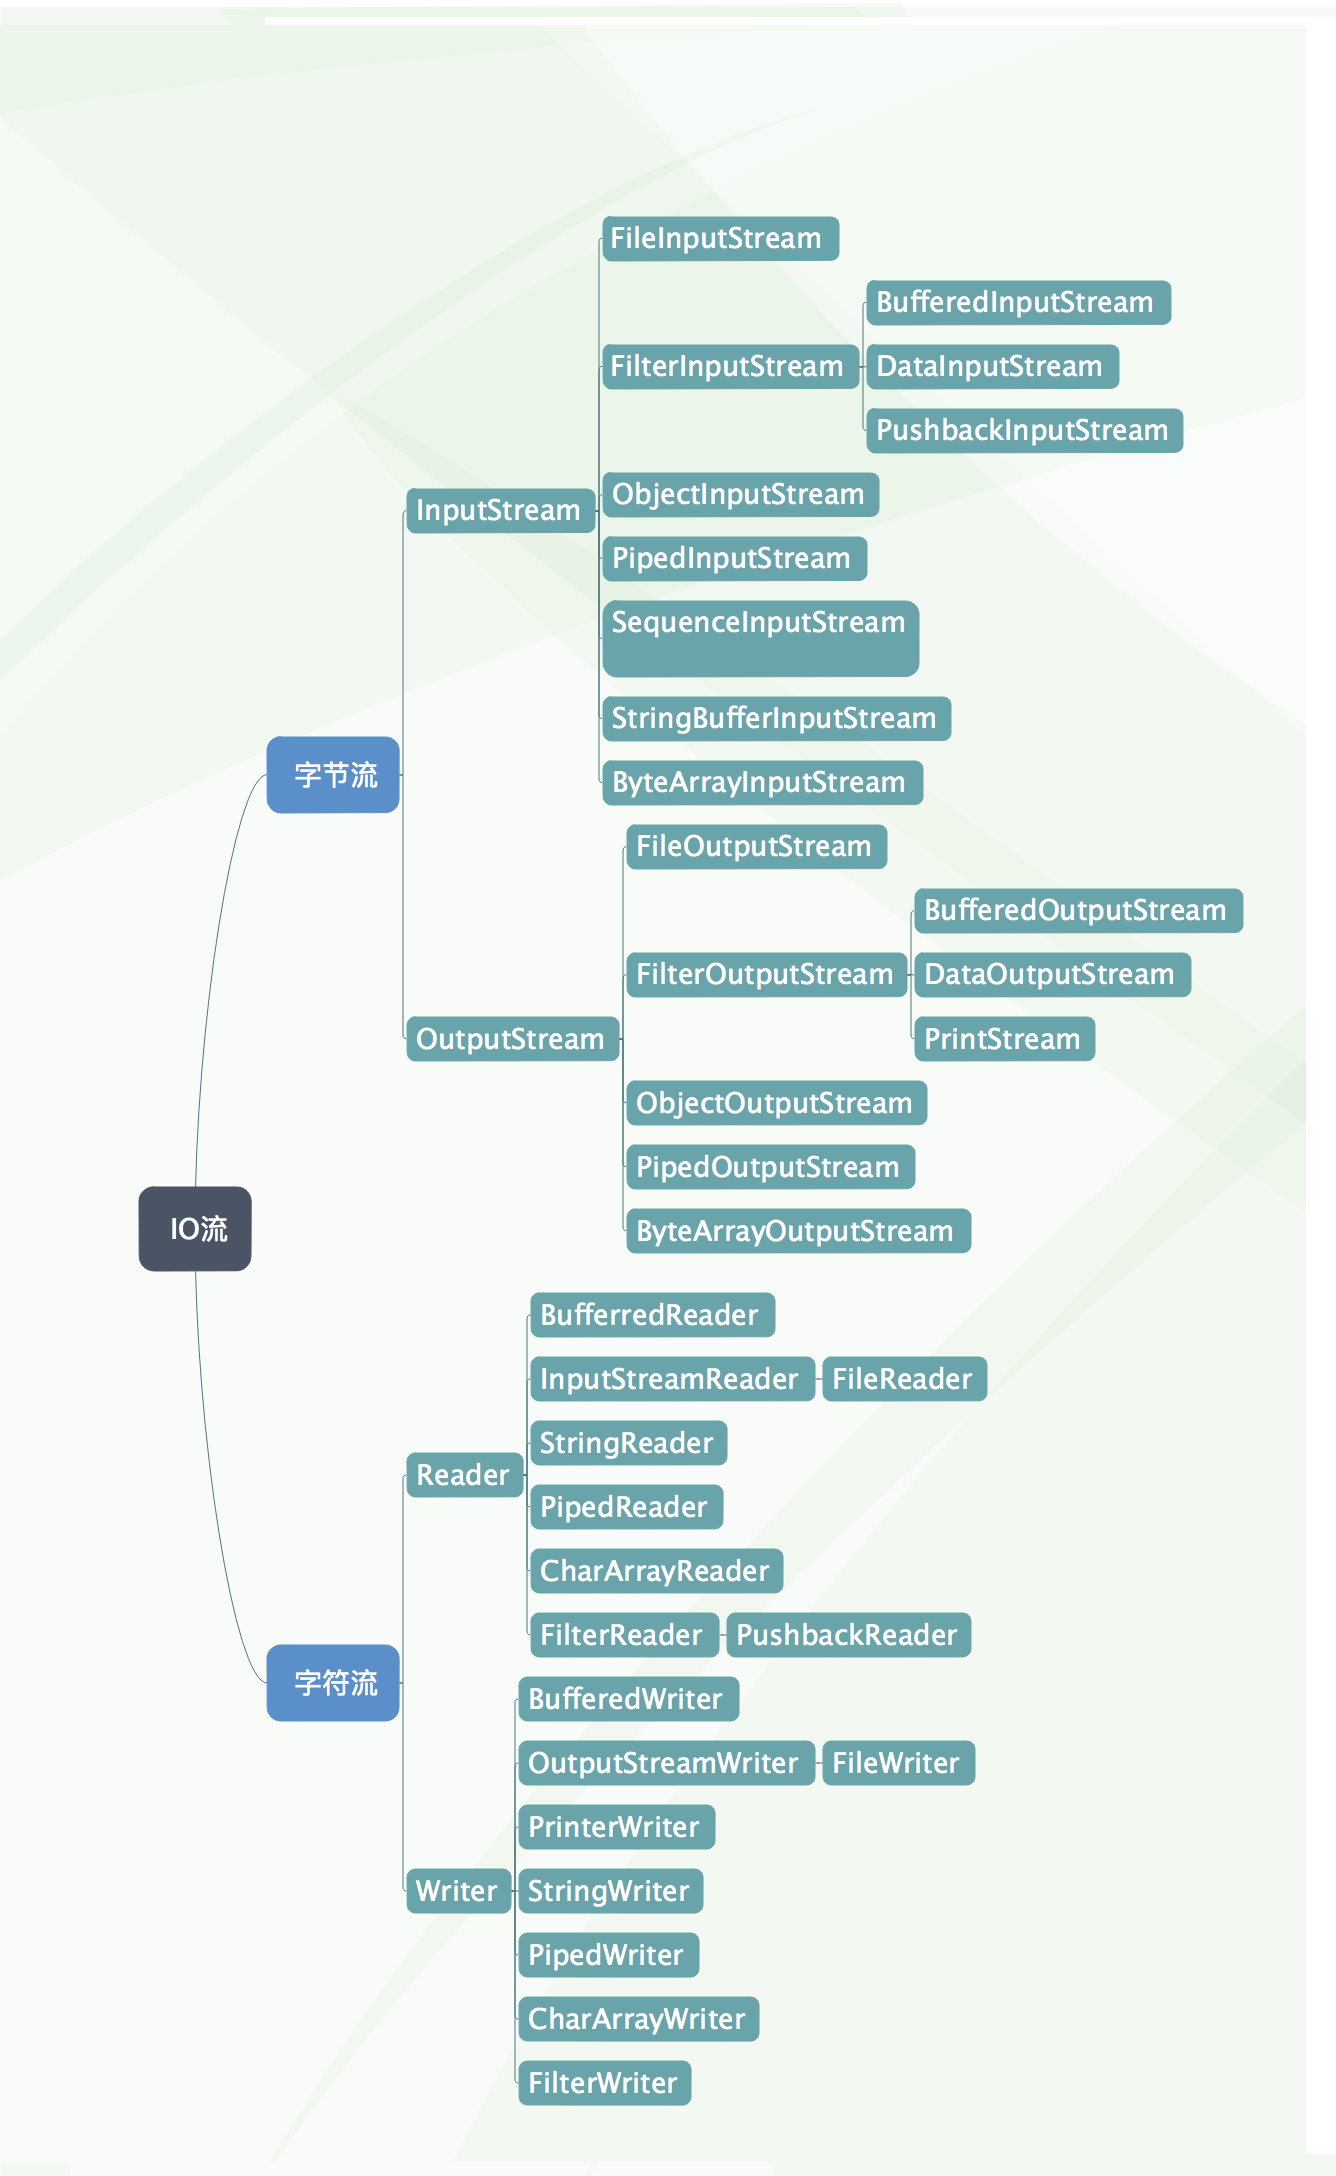 IO流
字节流
InputStream
FileInputStream
FilterInputStream
BufferedInputStream
DataInputStream
PushbackInputStream
ObjectInputStream
PipedInputStream
SequenceInputStream
StringBufferInputStream
ByteArrayInputStream
OutputStream
FileOutputStream
FilterOutputStream
BufferedOutputStream
DataOutputStream
PrintStream
ObjectOutputStream
PipedOutputStream
ByteArrayOutputStream
字符流
Reader
BufferredReader
InputStreamReader
FileReader
StringReader
PipedReader
CharArrayReader
FilterReader
PushbackReader
Writer
BufferedWriter
OutputStreamWriter
FileWriter
PrinterWriter
StringWriter
PipedWriter
CharArrayWriter
FilterWriter